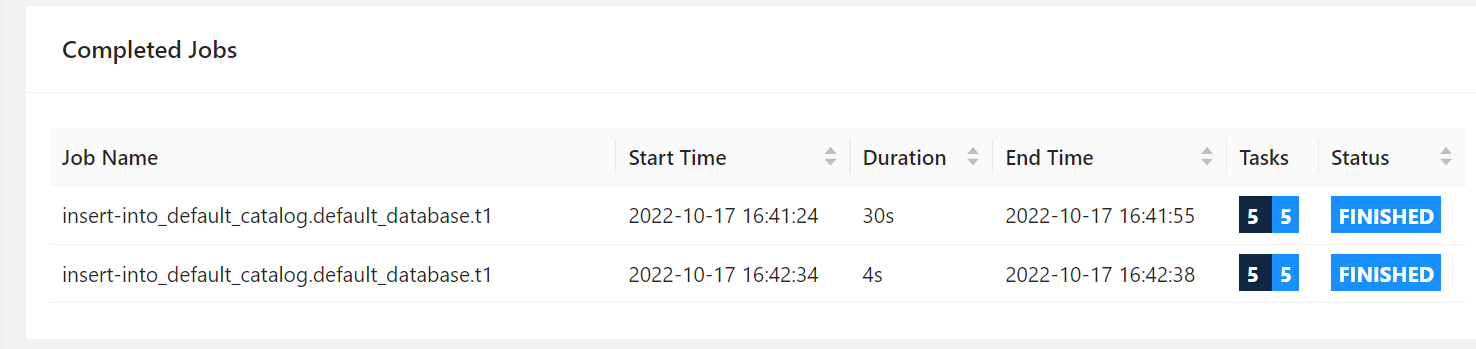 Completed Jobs
Job Name Start Time Duration End Time Tasks Status
insert-into_default_catalog.default_database.t1 2022-10-17 16:41:24 30s 2022-10-17 16:41:55 5 5 FINISHED
insert-into_default_catalog.default_database.t1 2022-10-17 16:42:34 4s 2022-10-17 16:42:38 5 5 FINISHED